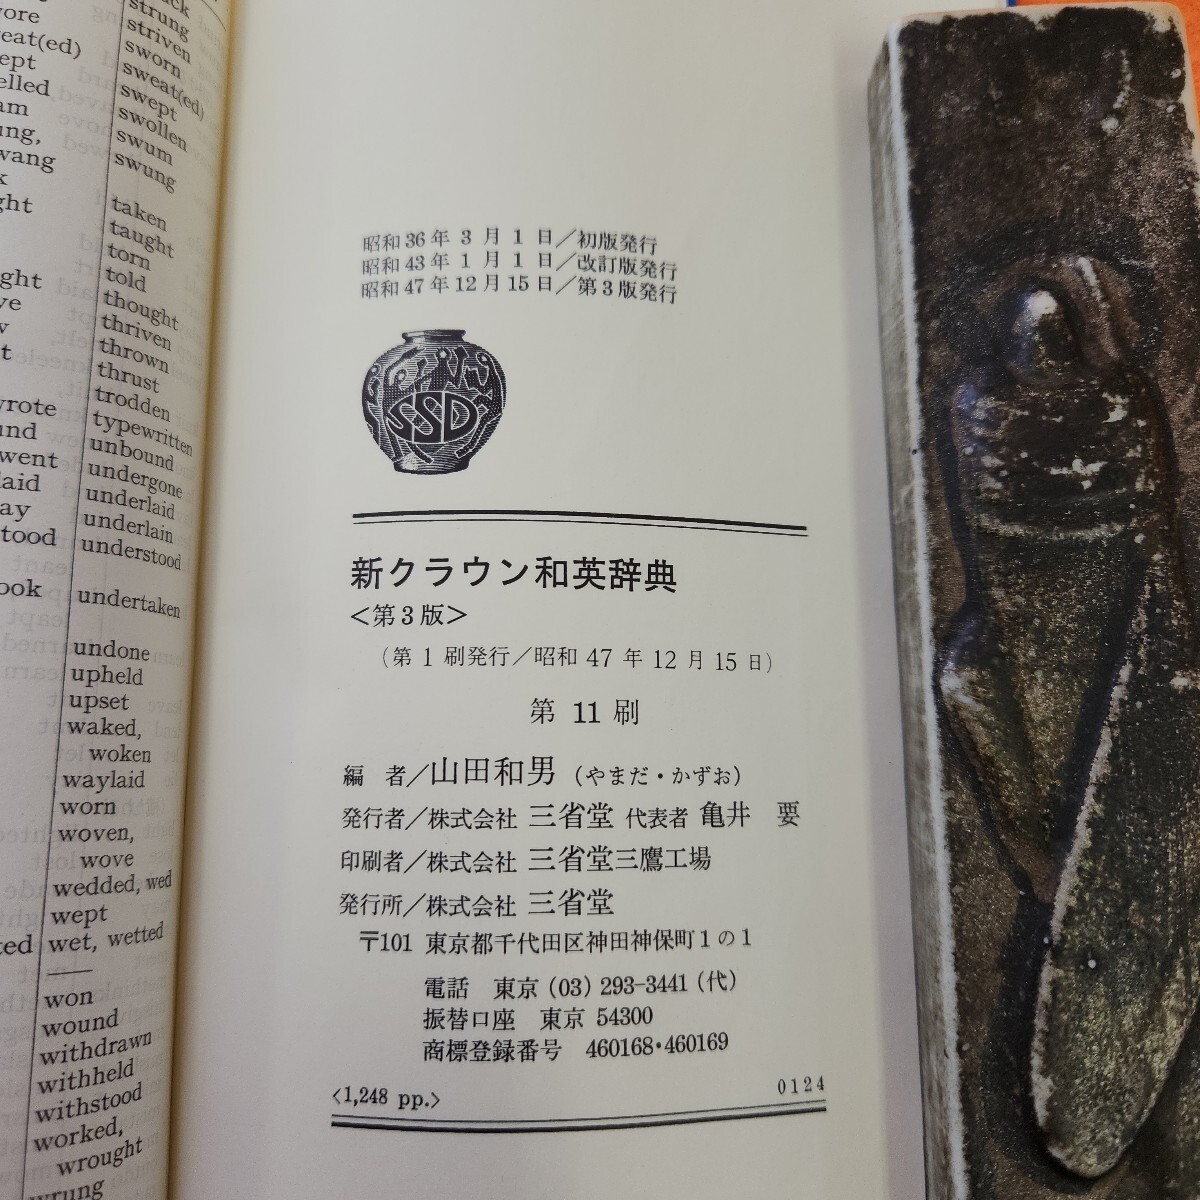 strung
striven
sworn
sweat(ed)
swept
swollen
swum
swung
taken
taught
torn
told
thought
thriven
thrown
thrust
trodden
typewritten
unbound
undergone
underlaid
underlain
understood
undertaken
undone
upheld
upset
waked,
woken
waylaid
worn
woven,
wove
wedded, wed
wept
wet, wetted
won
wound
withdrawn
withheld
withstood
worked,
wrought
wrung
昭和36年3月1日/初版発行
昭和43年1月1日/改訂版発行
昭和47年12月15日/第3版発行
SSD
新クラウン和英辞典
<第3版>
(第1刷発行/昭和47年12月15日)
第11刷
編 者/山田和男(やまだ・かずお)
発行者/株式会社 三省堂 代表者 亀井 要
印刷者/株式会社 三省堂三鷹工場
発行所/株式会社 三省堂
〒101 東京都千代田区神田神保町1の1
電話 東京(03)293-3441(代)
振替口座 東京 54300
商標登録番号 460168・460169
<1,248 pp.>
0124